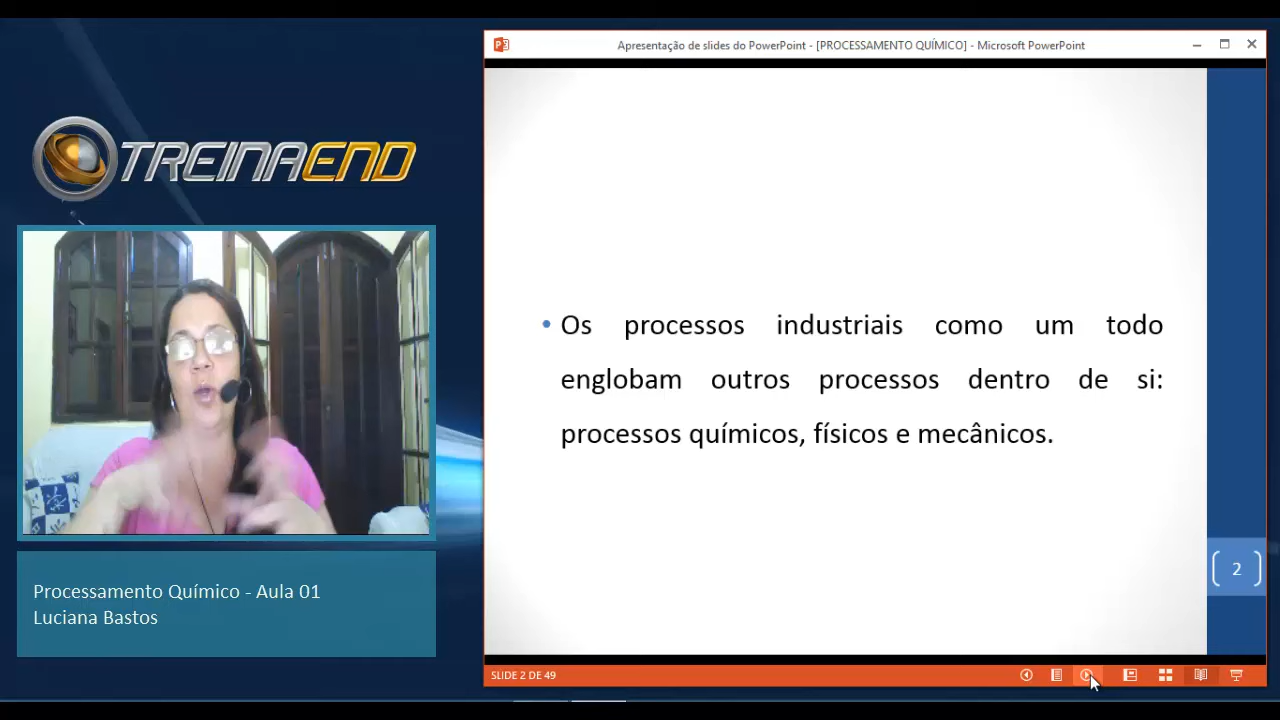 Apresentação de slides do PowerPoint - [PROCESSAMENTO QUÍMICO] - Microsoft PowerPoint
TREINAEND
• Os processos industriais como um todo
englobam outros processos dentro de si:
processos químicos, físicos e mecânicos.
Processamento Químico - Aula 01
Luciana Bastos
2
SLIDE 2 DE 49